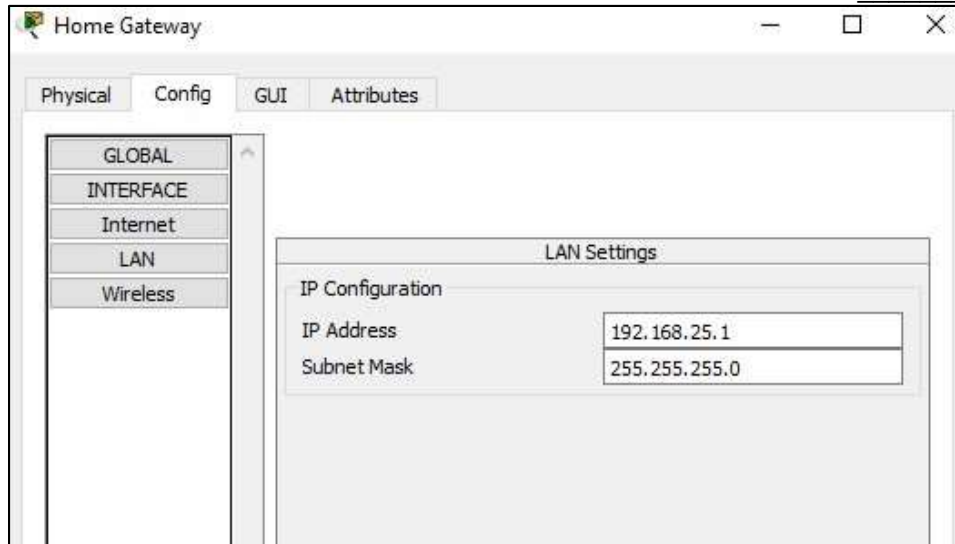 Home Gateway
Physical Config GUI Attributes
GLOBAL
INTERFACE
Internet
LAN
Wireless
LAN Settings
IP Configuration
IP Address 192.168.25.1
Subnet Mask 255.255.255.0